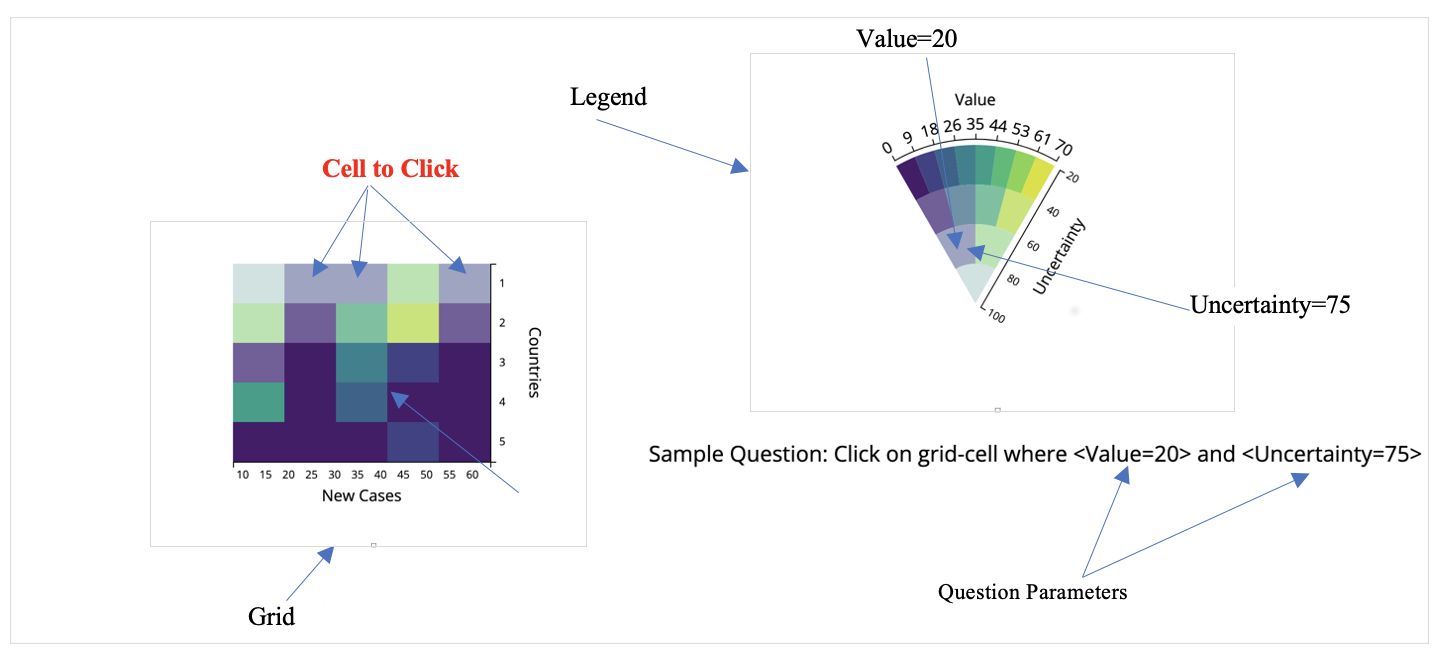 Value=20
Legend
Value
0 9 18 26 35 44 53 61 70
20
40
60
80
100
Uncertainty
Cell to Click
Uncertainty=75
1
2
3
4
5
Countries
10 15 20 25 30 35 40 45 50 55 60
New Cases
Sample Question: Click on grid-cell where <Value=20> and <Uncertainty=75>
Question Parameters
Grid